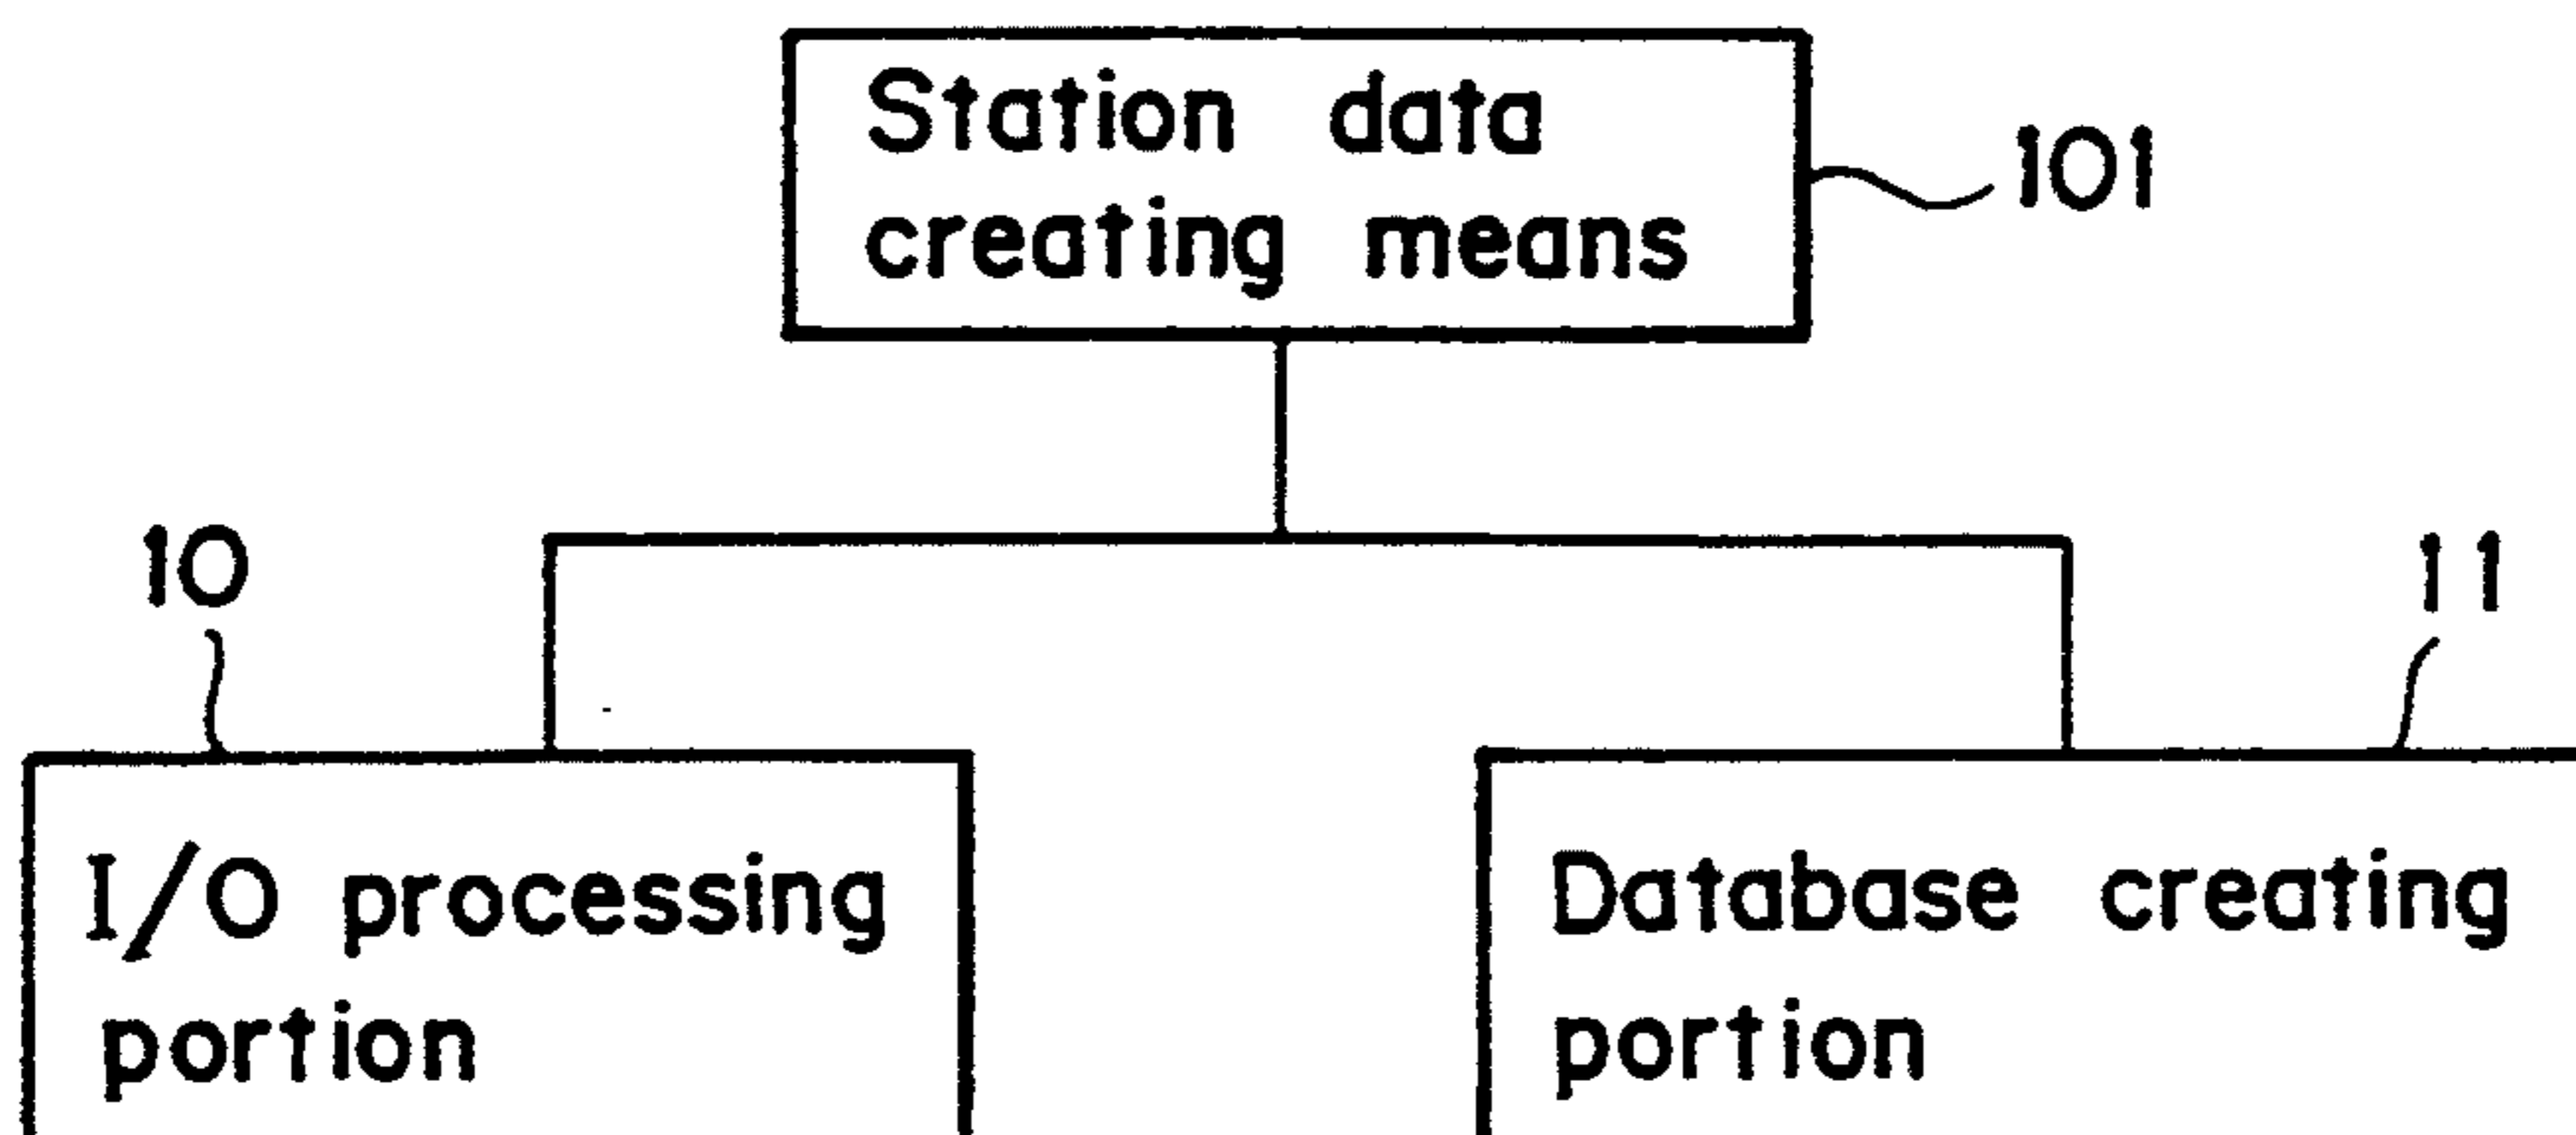 Station data
creating means
101
10
11
I/O processing
portion
Database creating
portion